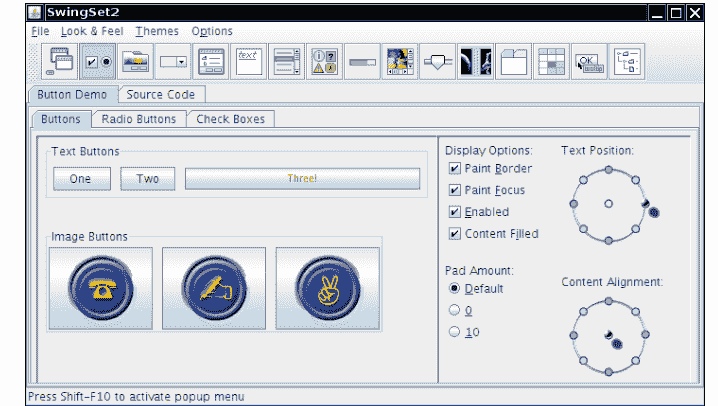 SwingSet2
File Look & Feel Themes Options
text
OK
Button Demo Source Code
Buttons Radio Buttons Check Boxes
Text Buttons
One Two Three!
Image Buttons
Display Options:
Paint Border
Paint Focus
Enabled
Content Filled
Pad Amount:
Default
0
10
Text Position:
Content Alignment:
Press Shift-F10 to activate popup menu